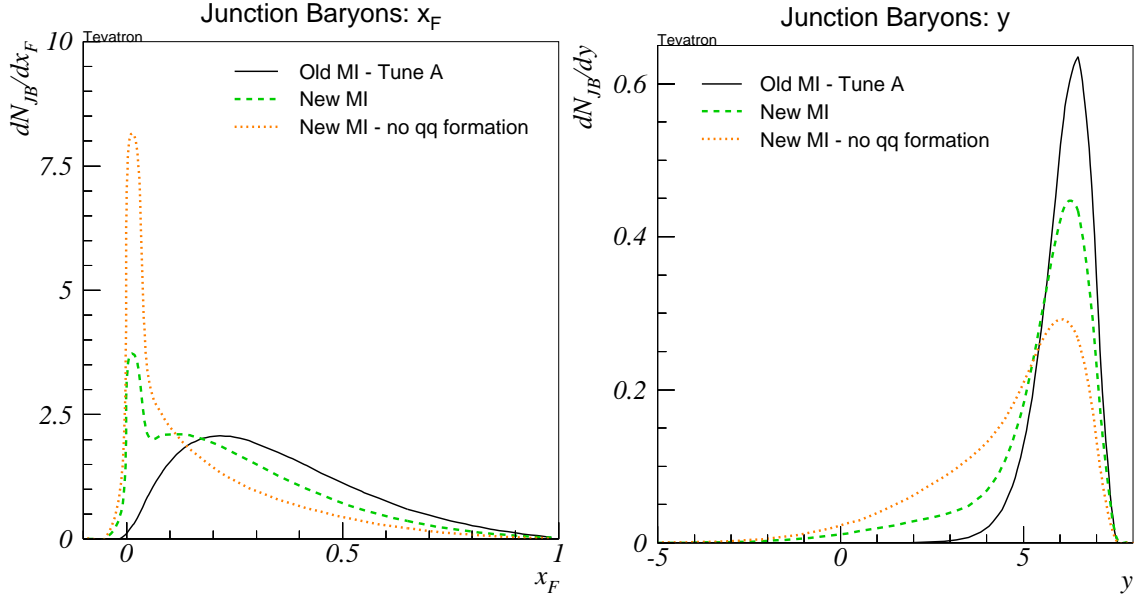 Junction Baryons: x_F
Tevatron
dN_JB/dx_F
Old MI - Tune A
New MI
New MI - no qq formation
10
7.5
5
2.5
0
0
0.5
1
x_F
Junction Baryons: y
Tevatron
dN_JB/dy
Old MI - Tune A
New MI
New MI - no qq formation
0.6
0.4
0.2
0
-5
0
5
y